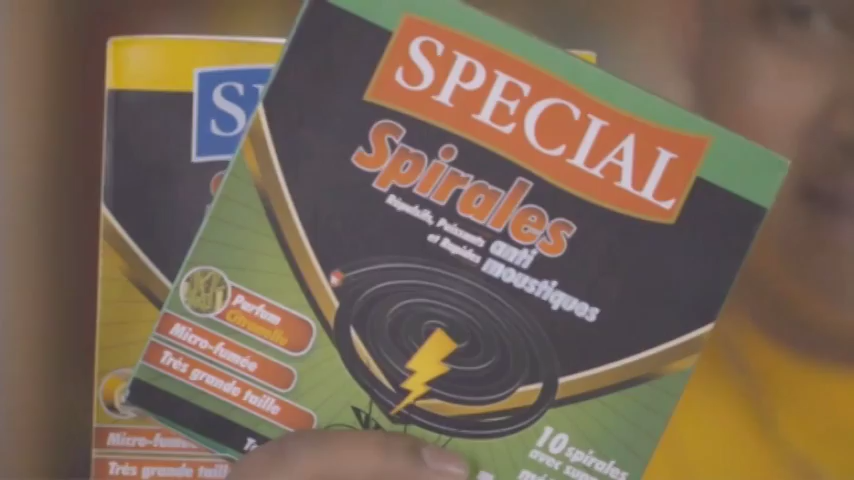 SPECIAL
Spirales
Répulsifs, Puissants
et Rapides
anti
moustiques
Parfum
Citronnelle
Micro-fumée
Très grande taille
10 spirales
avec supp
Micro-fumée
Très grande taill